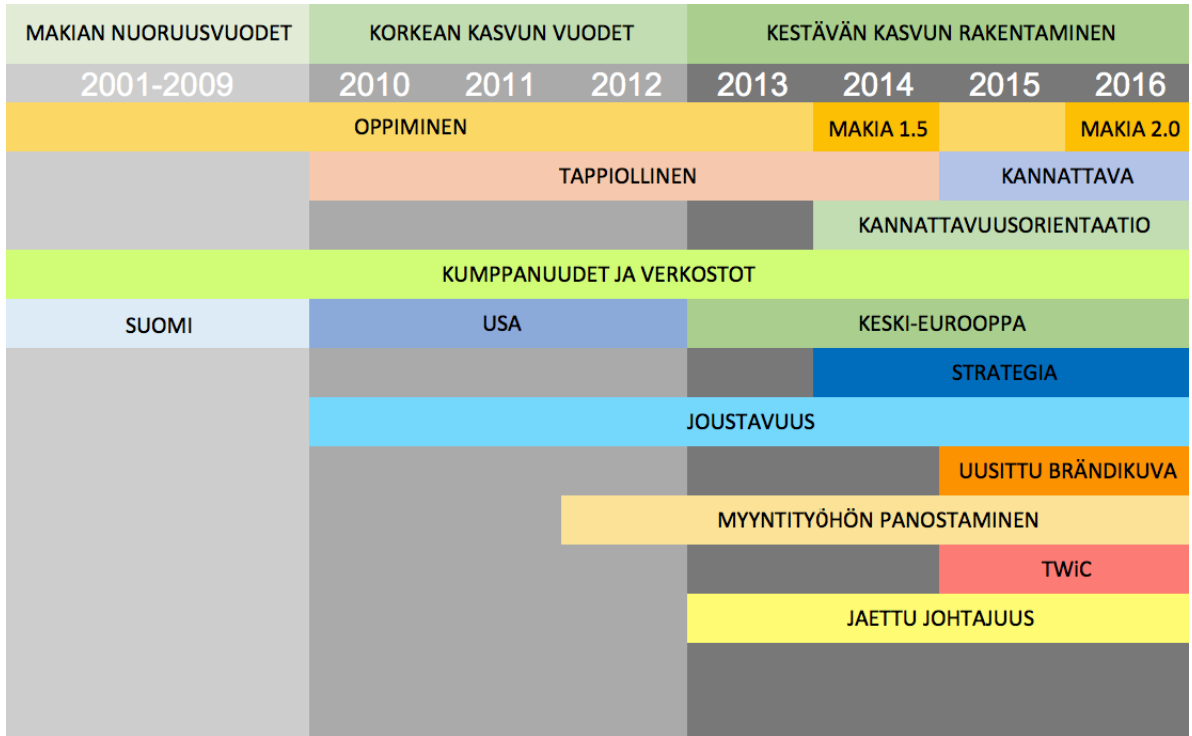 MAKIAN NUORUUSVUODET KORKEAN KASVUN VUODET KESTÄVÄN KASVUN RAKENTAMINEN
2001-2009 2010 2011 2012 2013 2014 2015 2016
OPPIMINEN MAKIA 1.5 MAKIA 2.0
TAPPIOLLINEN KANNATTAVA
KANNATTAVUUSORIENTAATIO
KUMPPANUUDET JA VERKOSTOT
SUOMI USA KESKI-EUROOPPA
STRATEGIA
JOUSTAVUUS
UUSITTU BRÄNDIKUVA
MYYNTITYÓHÖN PANOSTAMINEN
TWiC
JAETTU JOHTAJUUS